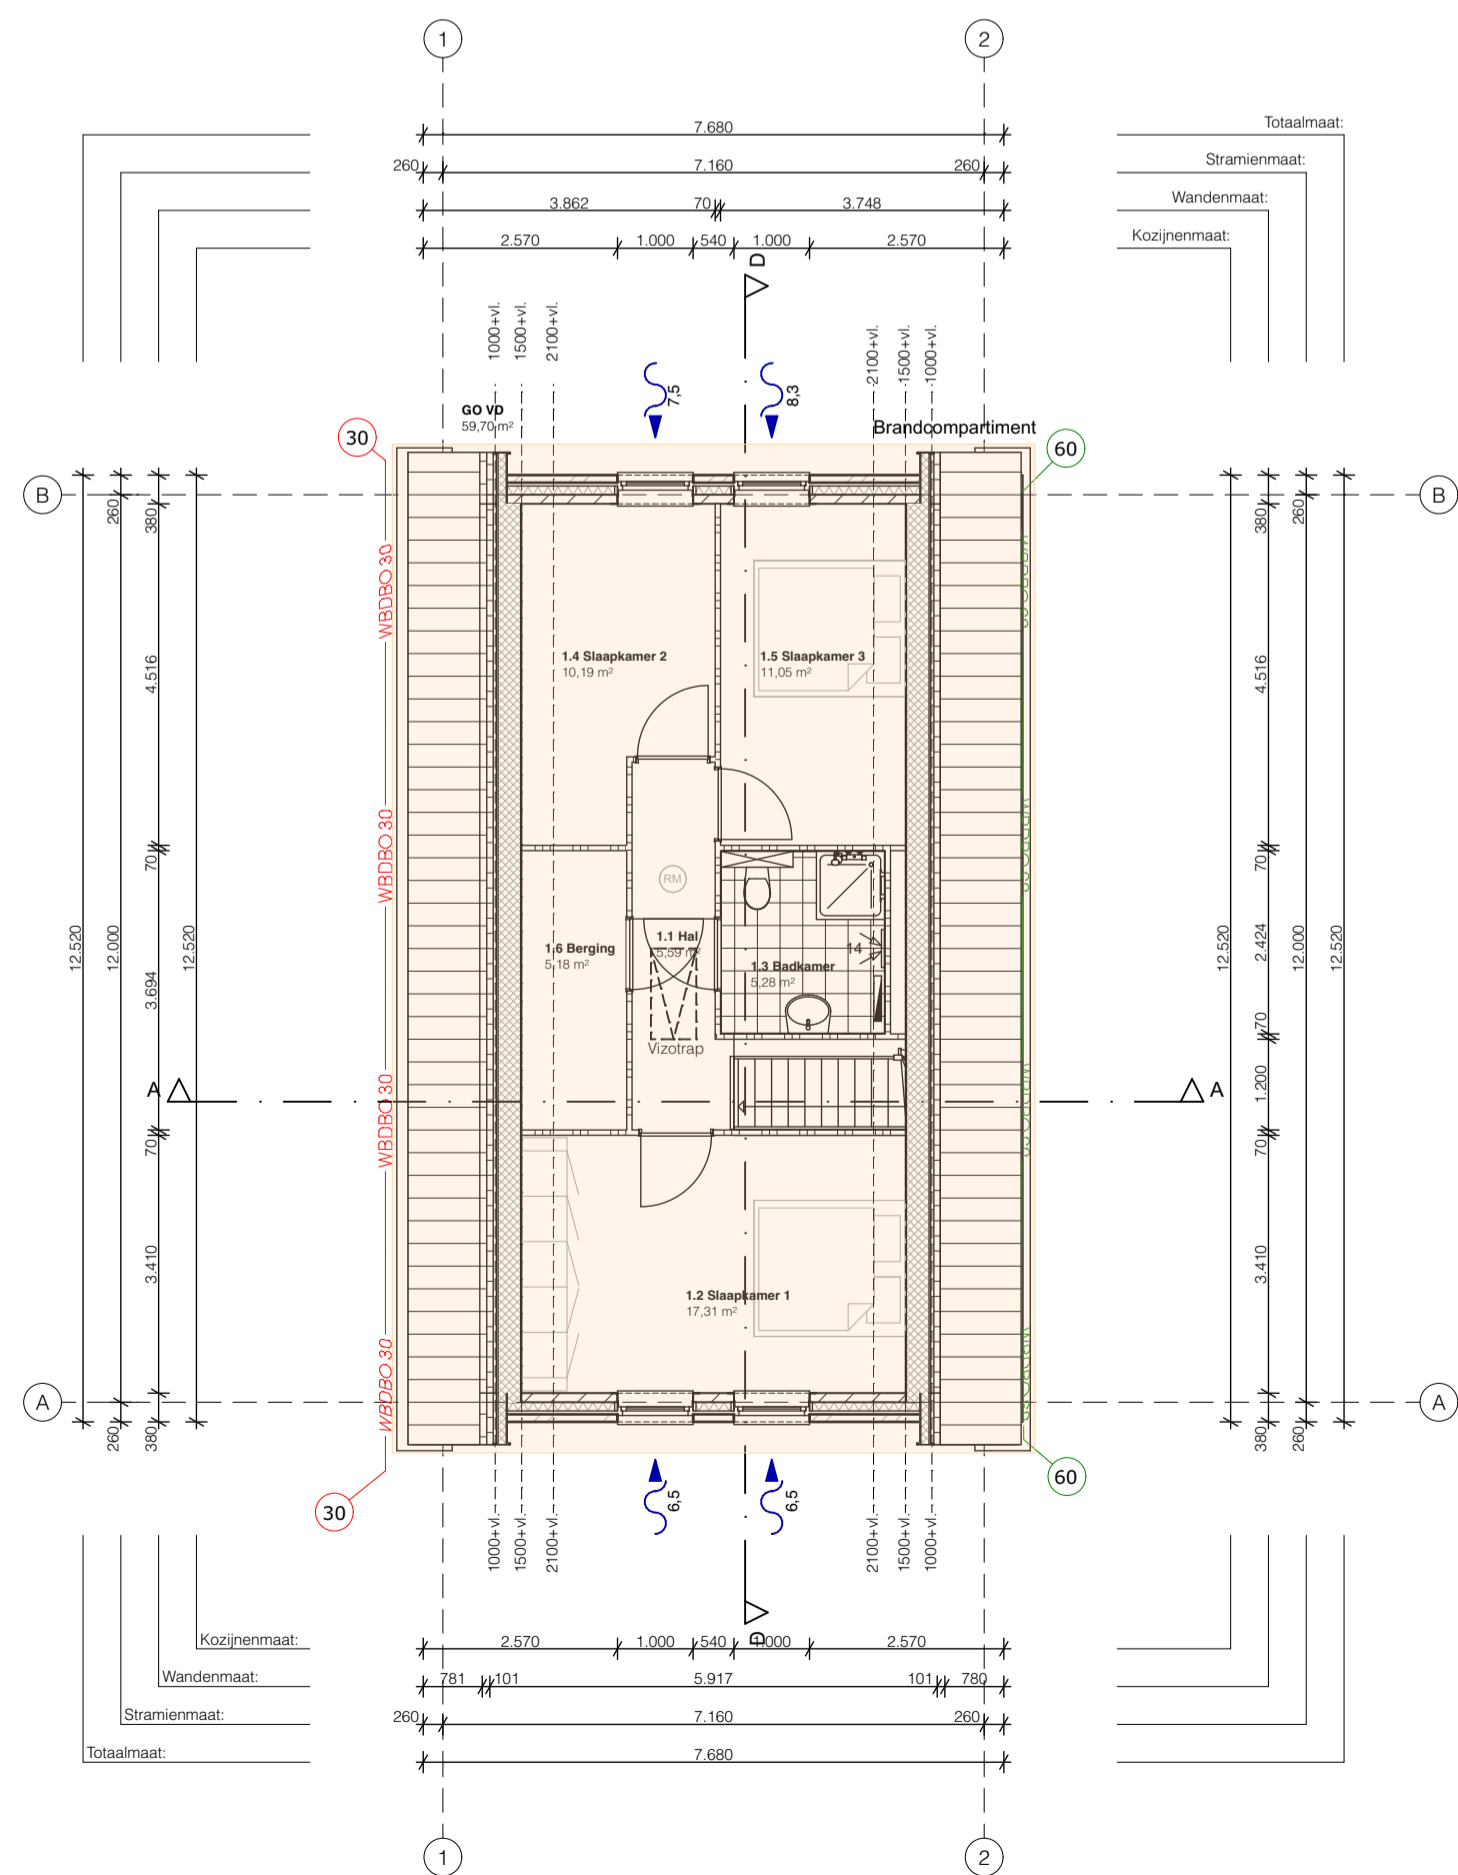 1
2
7.680
Totaalmaat:
260
7.160
260
Stramienmaat:
3.862
70
3.748
Wandenmaat:
2.570
1.000
540
1.000
2.570
Kozijnenmaat:
D
1000+vl.
1500+vl.
2100+vl.
2100+vl.
1500+vl.
1000+vl.
7,5
8,3
GO VD
59,70 m²
Brandcompartiment
30
60
B
B
260
380
380
260
WBDBO 30
4.516
4.516
1.4 Slaapkamer 2
10,19 m²
1.5 Slaapkamer 3
11,05 m²
WBDBO 30
70
70
RM
12.520
12.000
3.694
12.520
1.6 Berging
5,18 m²
1.1 Hal
5,59 m²
14
1.3 Badkamer
5,28 m²
12.520
2.424
12.000
12.520
70
Vizotrap
A
A
WBDBO 30
1.200
70
70
3.410
3.410
1.2 Slaapkamer 1
17,31 m²
WBDBO 30
A
A
260
380
380
260
30
60
6,5
6,5
1000+vl.
1500+vl.
2100+vl.
2100+vl.
1500+vl.
1000+vl.
D
Kozijnenmaat:
2.570
1.000
540
1.000
2.570
Wandenmaat:
781
101
5.917
101
780
Stramienmaat:
260
7.160
260
Totaalmaat:
7.680
1
2